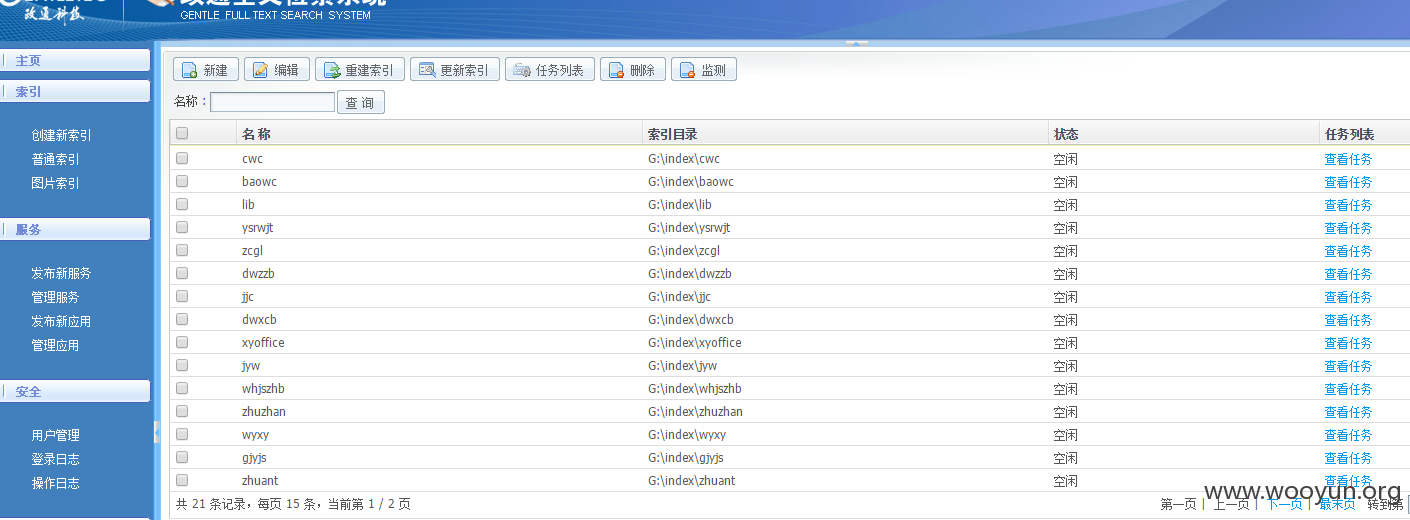 政通科技
GENTLE FULL TEXT SEARCH SYSTEM
主页
索引
创建新索引
普通索引
图片索引
服务
发布新服务
管理服务
发布新应用
管理应用
安全
用户管理
登录日志
操作日志
新建 编辑 重建索引 更新索引 任务列表 删除 监测
名称： 查 询
名 称 索引目录 状态 任务列表
cwc G:\index\cwc 空闲 查看任务
baowc G:\index\baowc 空闲 查看任务
lib G:\index\lib 空闲 查看任务
ysrwjt G:\index\ysrwjt 空闲 查看任务
zcgl G:\index\zcgl 空闲 查看任务
dwzzb G:\index\dwzzb 空闲 查看任务
jjc G:\index\jjc 空闲 查看任务
dwxcb G:\index\dwxcb 空闲 查看任务
xyoffice G:\index\xyoffice 空闲 查看任务
jyw G:\index\jyw 空闲 查看任务
whjszhb G:\index\whjszhb 空闲 查看任务
zhuzhan G:\index\zhuzhan 空闲 查看任务
wyxy G:\index\wyxy 空闲 查看任务
gjyjs G:\index\gjyjs 空闲 查看任务
zhuant G:\index\zhuant 空闲 查看任务
共 21 条记录，每页 15 条，当前第 1 / 2 页 第一页 | 上一页 | 下一页 | 最末页 转到第
www.wooyun.org